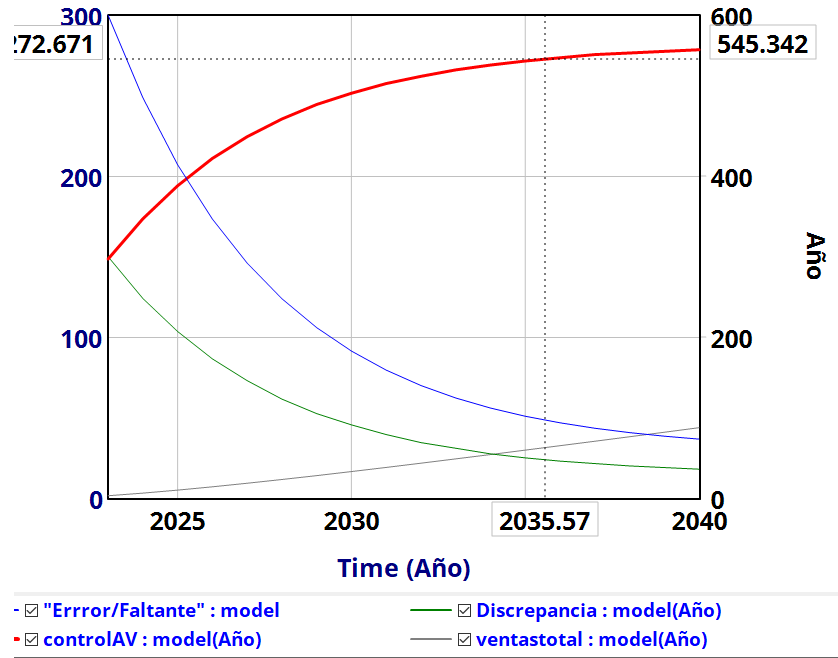 300
600
272.671
545.342
200
400
Año
100
200
0
0
2025
2030
2035.57
2040
Time (Año)
"Errror/Faltante" : model
Discrepancia : model(Año)
controlAV : model(Año)
ventastotal : model(Año)